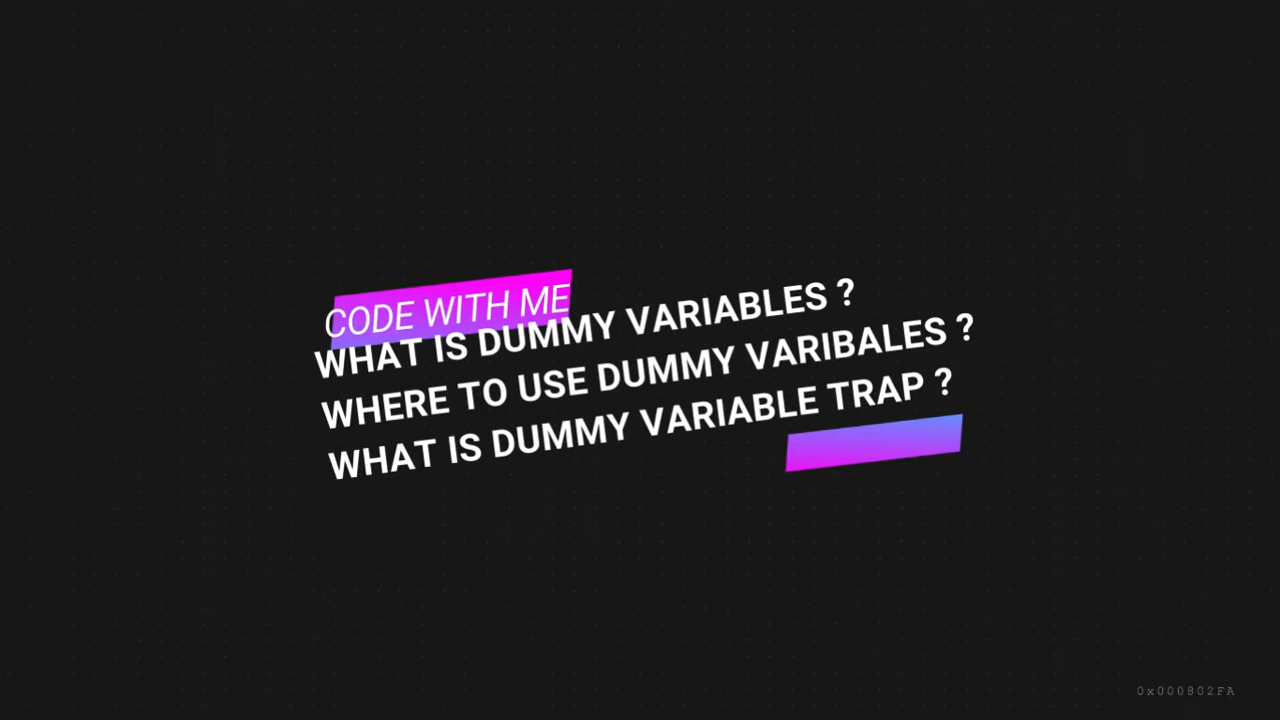 CODE WITH ME
WHAT IS DUMMY VARIABLES ?
WHERE TO USE DUMMY VARIBALES ?
WHAT IS DUMMY VARIABLE TRAP ?
0x000802FA